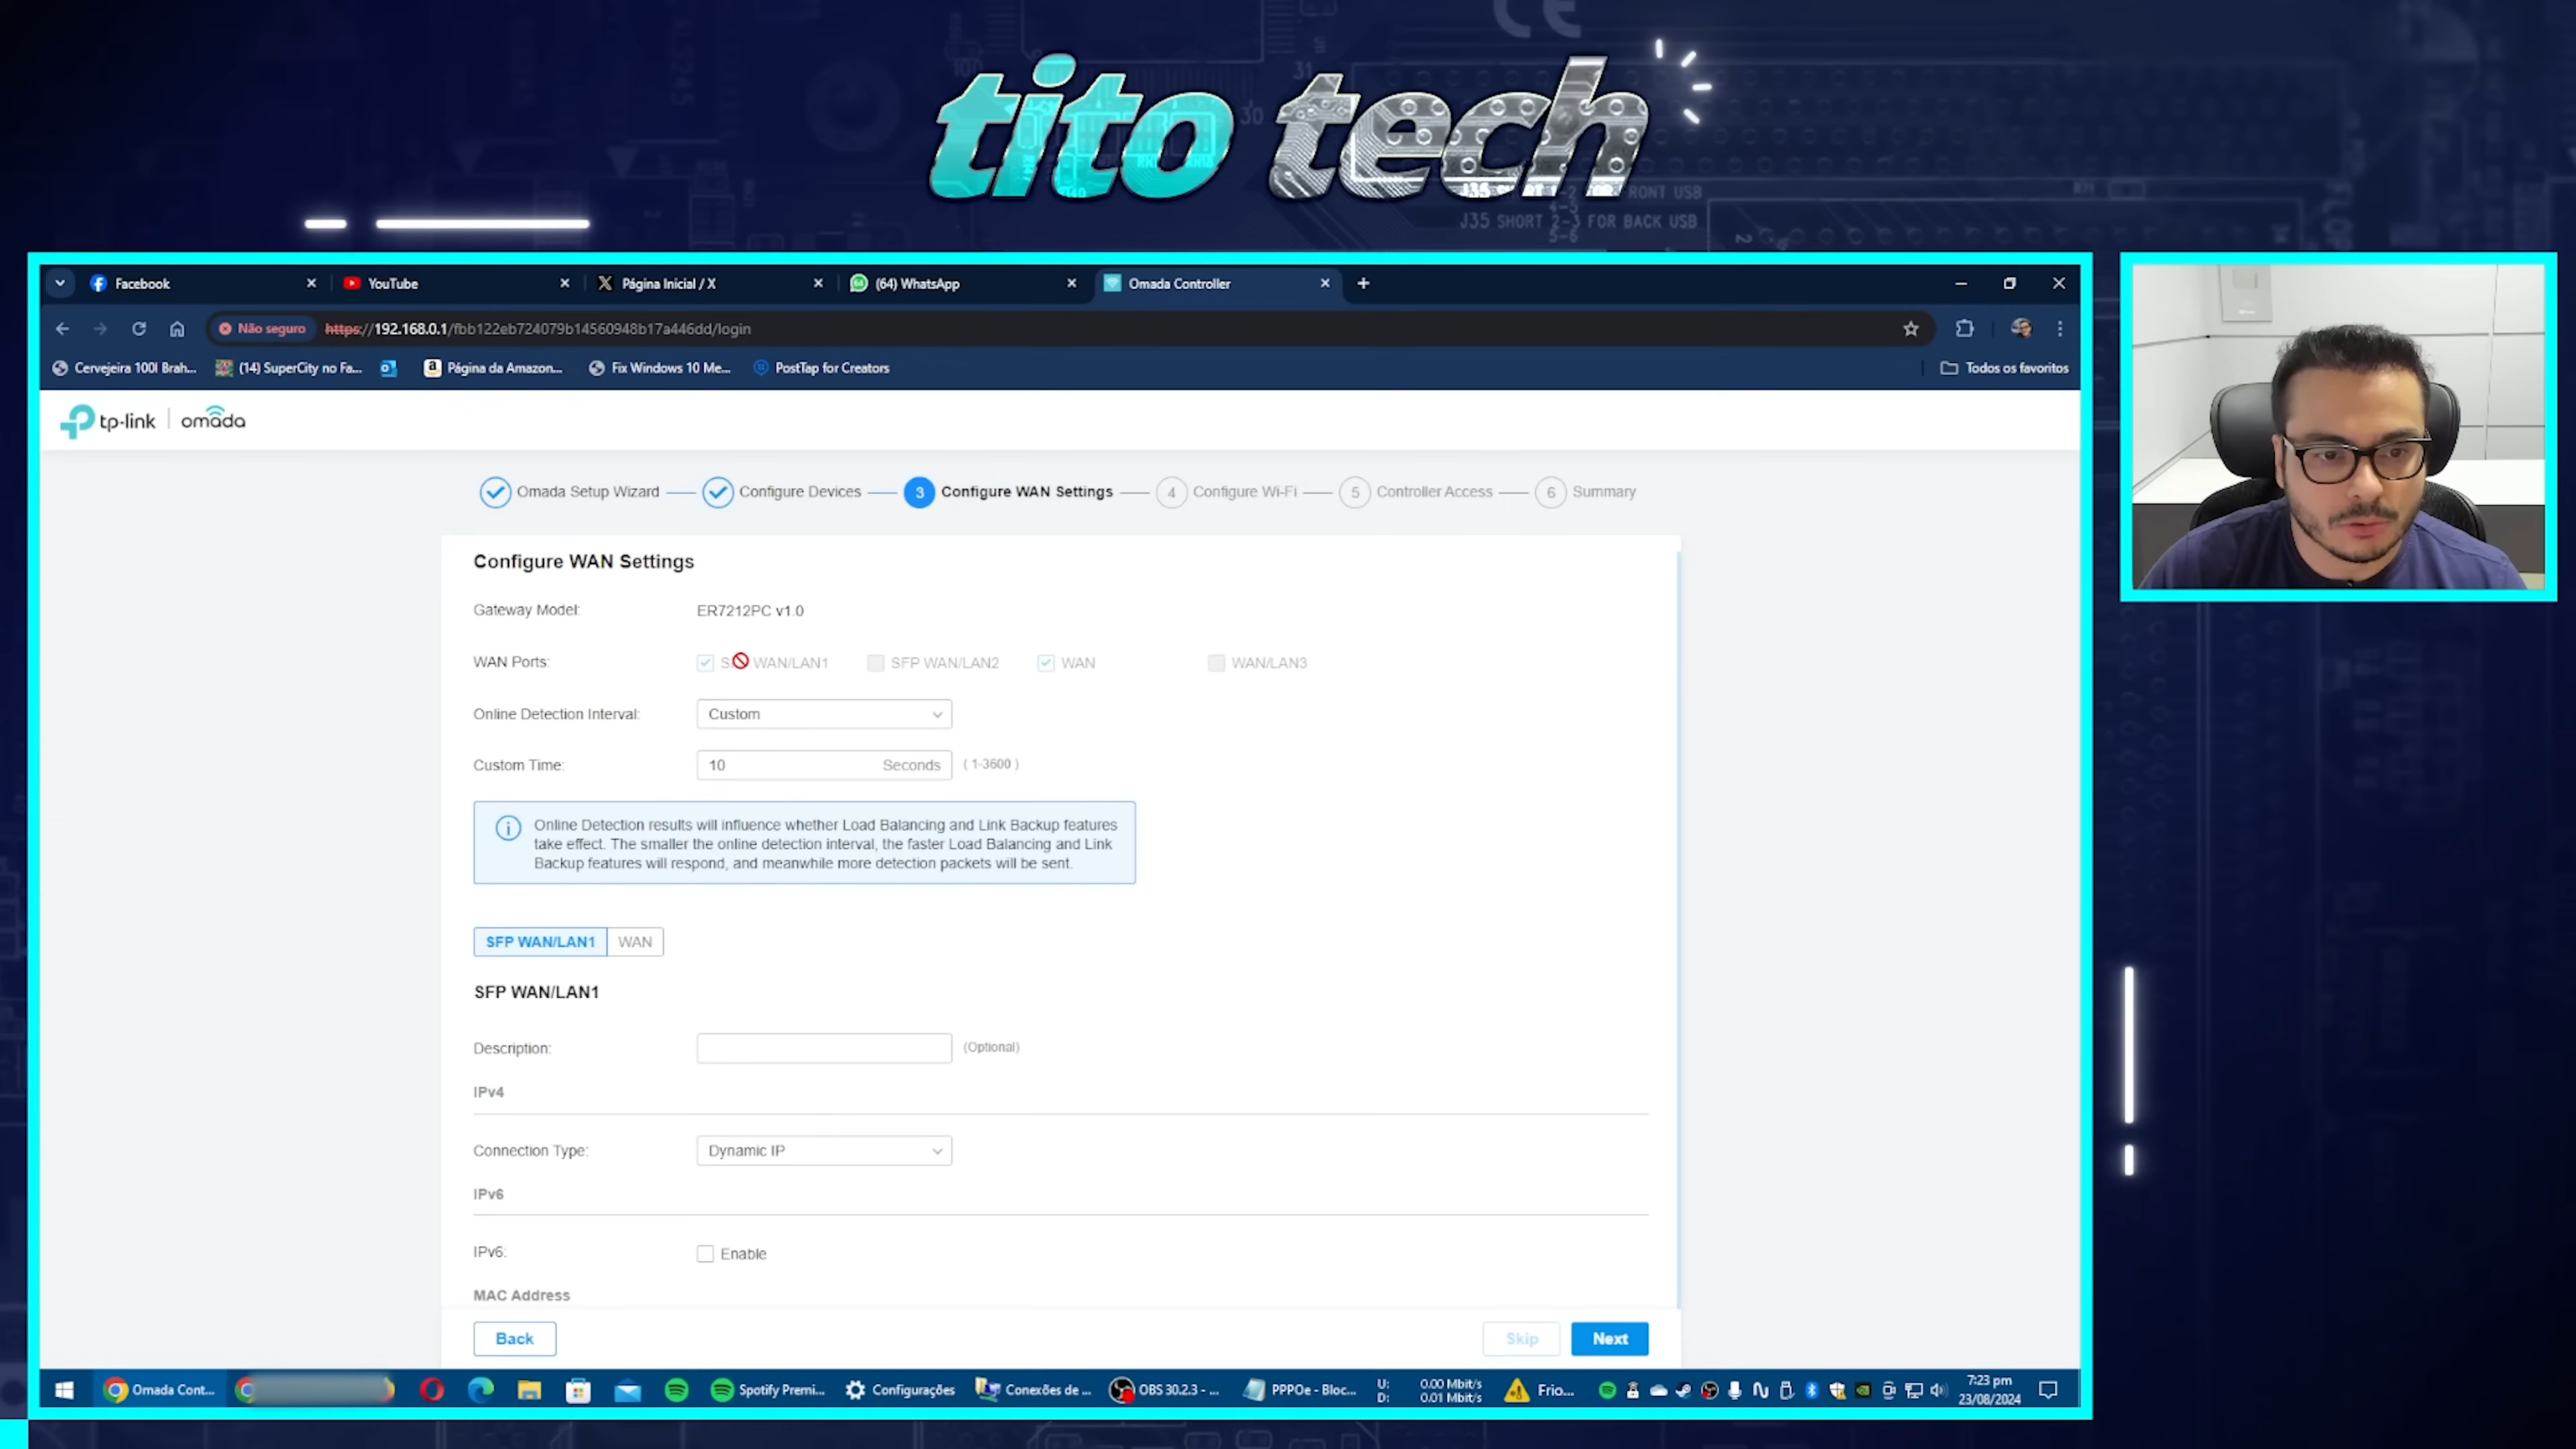 tito tech
J35 SHORT 2-3 FOR BACK USB
5-6
Facebook
YouTube
Página Inicial / X
(64) WhatsApp
Omada Controller
Não seguro
https://192.168.0.1/fbb122eb724079b14560948b17a446dd/login
Cervejeira 100l Brah...
(14) SuperCity no Fa...
Página da Amazon...
Fix Windows 10 Me...
PostTap for Creators
Todos os favoritos
tp-link | omada
Omada Setup Wizard
Configure Devices
3 Configure WAN Settings
4 Configure Wi-Fi
5 Controller Access
6 Summary
Configure WAN Settings
Gateway Model: ER7212PC v1.0
WAN Ports: WAN/LAN1 SFP WAN/LAN2 WAN WAN/LAN3
Online Detection Interval: Custom
Custom Time: 10 Seconds ( 1-3600 )
Online Detection results will influence whether Load Balancing and Link Backup features
take effect. The smaller the online detection interval, the faster Load Balancing and Link
Backup features will respond, and meanwhile more detection packets will be sent.
SFP WAN/LAN1 WAN
SFP WAN/LAN1
Description: (Optional)
IPv4
Connection Type: Dynamic IP
IPv6
IPv6: Enable
MAC Address
Back
Skip
Next
Omada Cont...
Spotify Premi...
Configurações
Conexões de ...
OBS 30.2.3 - ...
PPPOe - Bloc...
U: 0.00 Mbit/s
D: 0.01 Mbit/s
Frio...
7:23 pm
23/08/2024